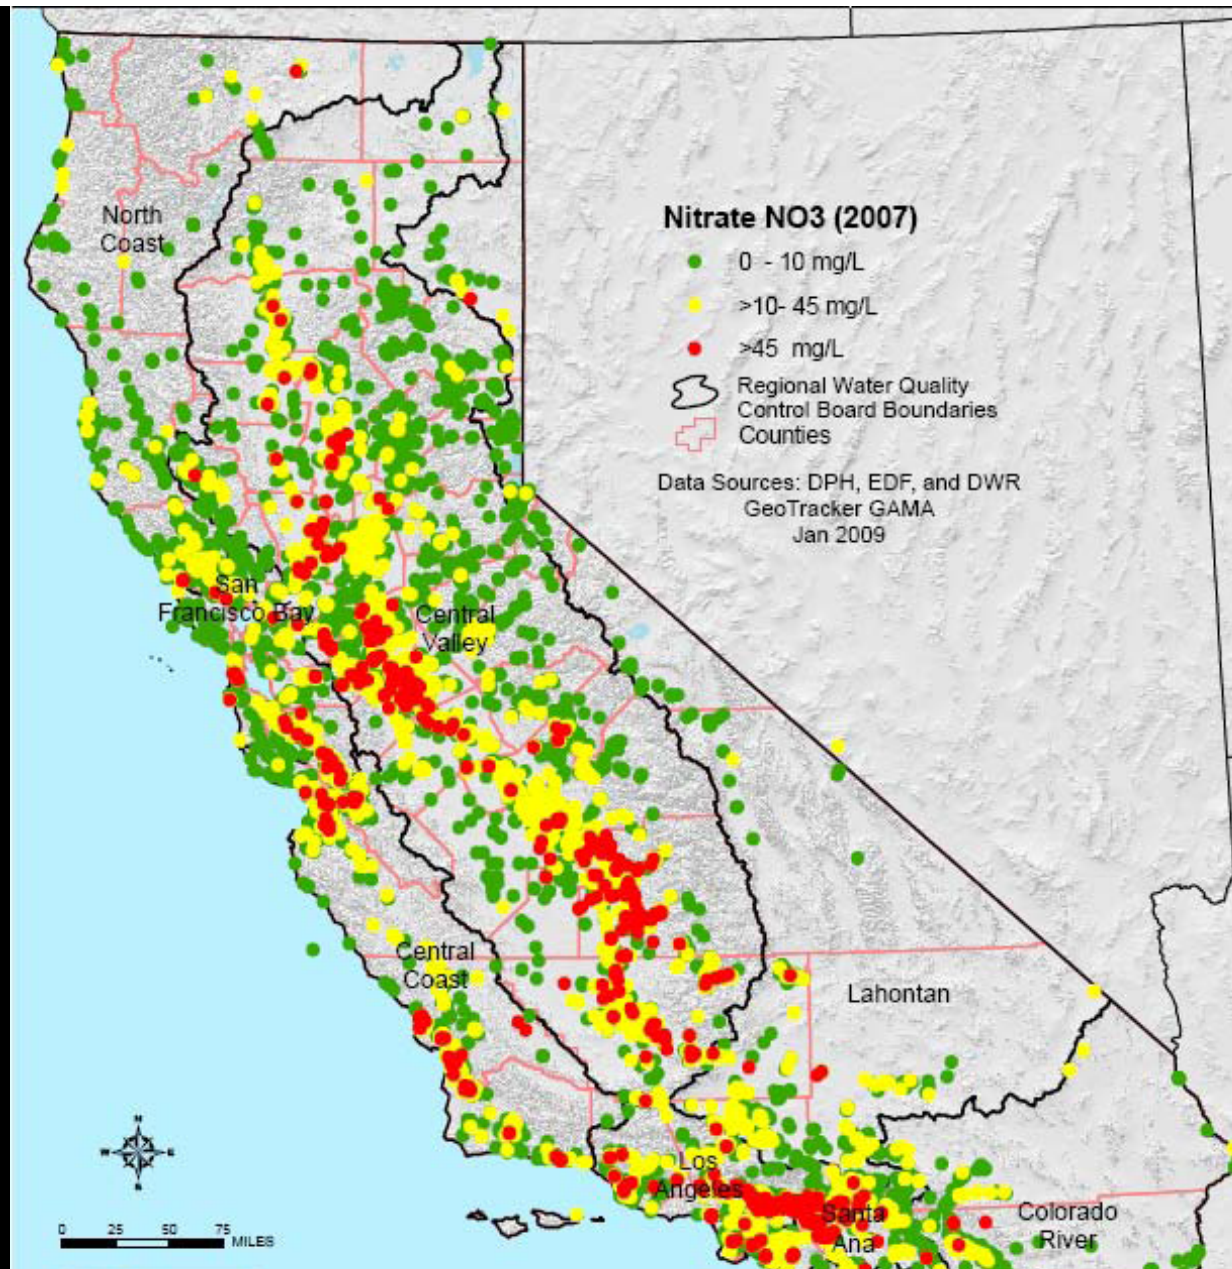 North
Coast
Nitrate NO3 (2007)
0 - 10 mg/L
>10- 45 mg/L
>45 mg/L
Regional Water Quality
Control Board Boundaries
Counties
Data Sources: DPH, EDF, and DWR
GeoTracker GAMA
Jan 2009
San
Francisco Bay
Central
Valley
Central
Coast
Lahontan
Los
Angeles
Santa
Ana
Colorado
River
N
W
E
S
0 25 50 75
MILES